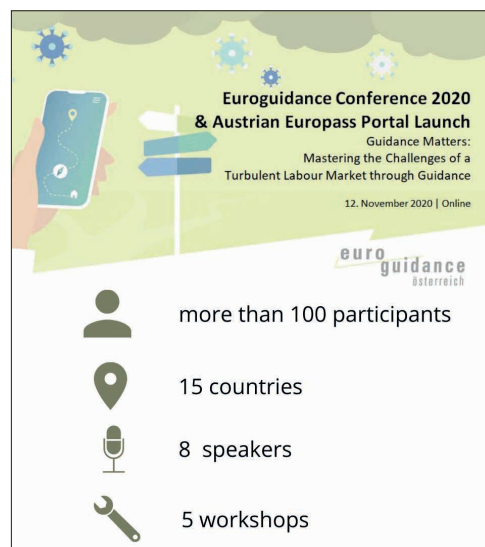 Euroguidance Conference 2020
& Austrian Europass Portal Launch
Guidance Matters:
Mastering the Challenges of a
Turbulent Labour Market through Guidance
12. November 2020 | Online
euro
guidance
österreich
more than 100 participants
15 countries
8 speakers
5 workshops